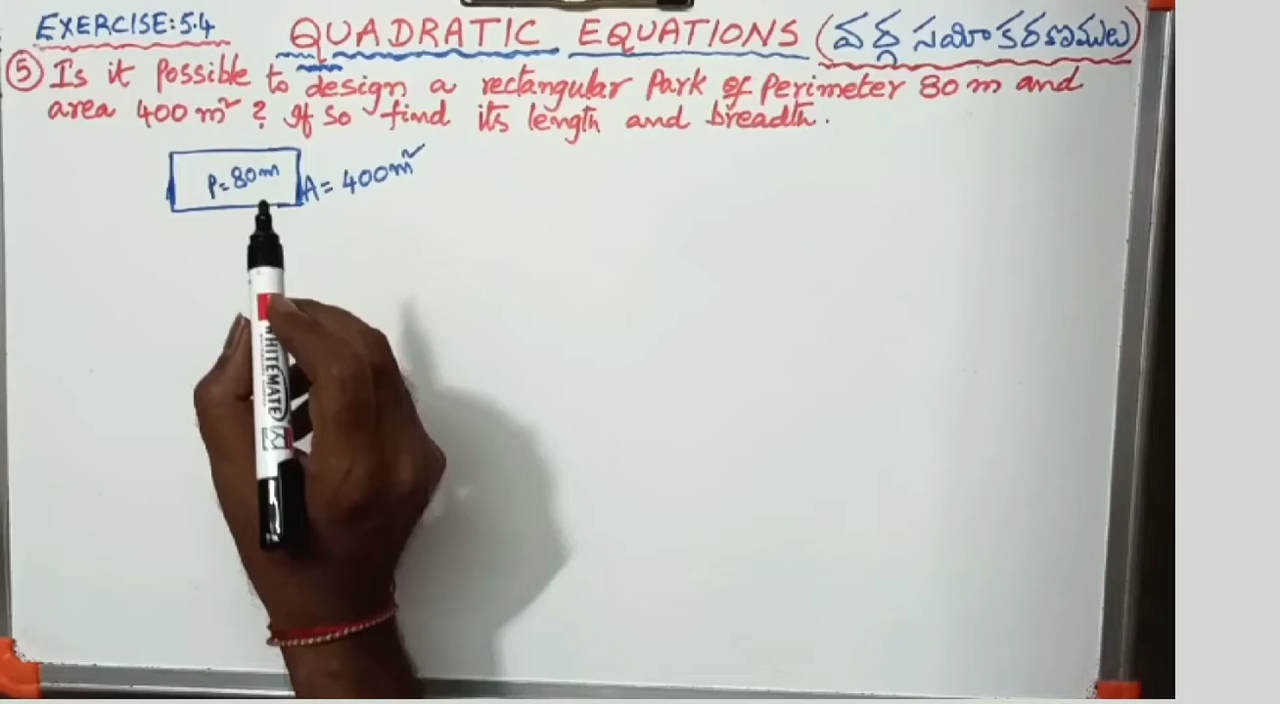 EXERCISE:5.4
QUADRATIC EQUATIONS (వర్గ సమీకరణములు)
⑤ Is it possible to design a rectangular Park of perimeter 80 m and
area 400 m² ? If so find its length and breadth.
P = 80m
A = 400m²
WHITEMATE